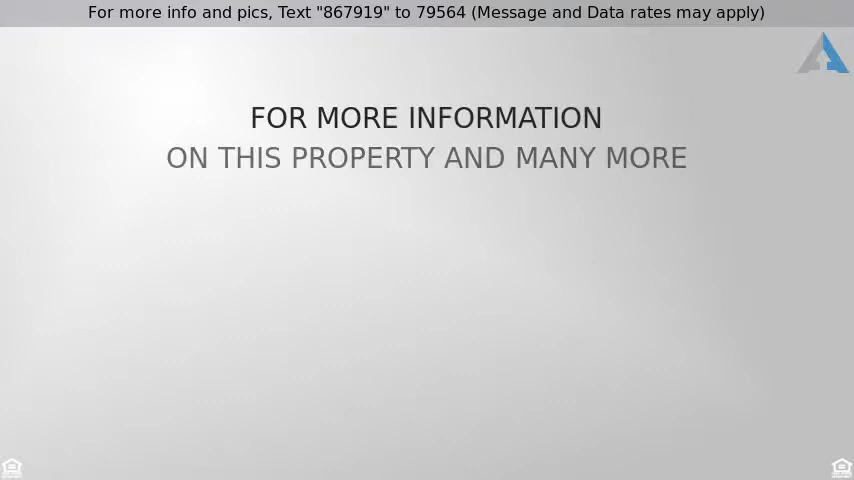 For more info and pics, Text "867919" to 79564 (Message and Data rates may apply)
FOR MORE INFORMATION
ON THIS PROPERTY AND MANY MORE